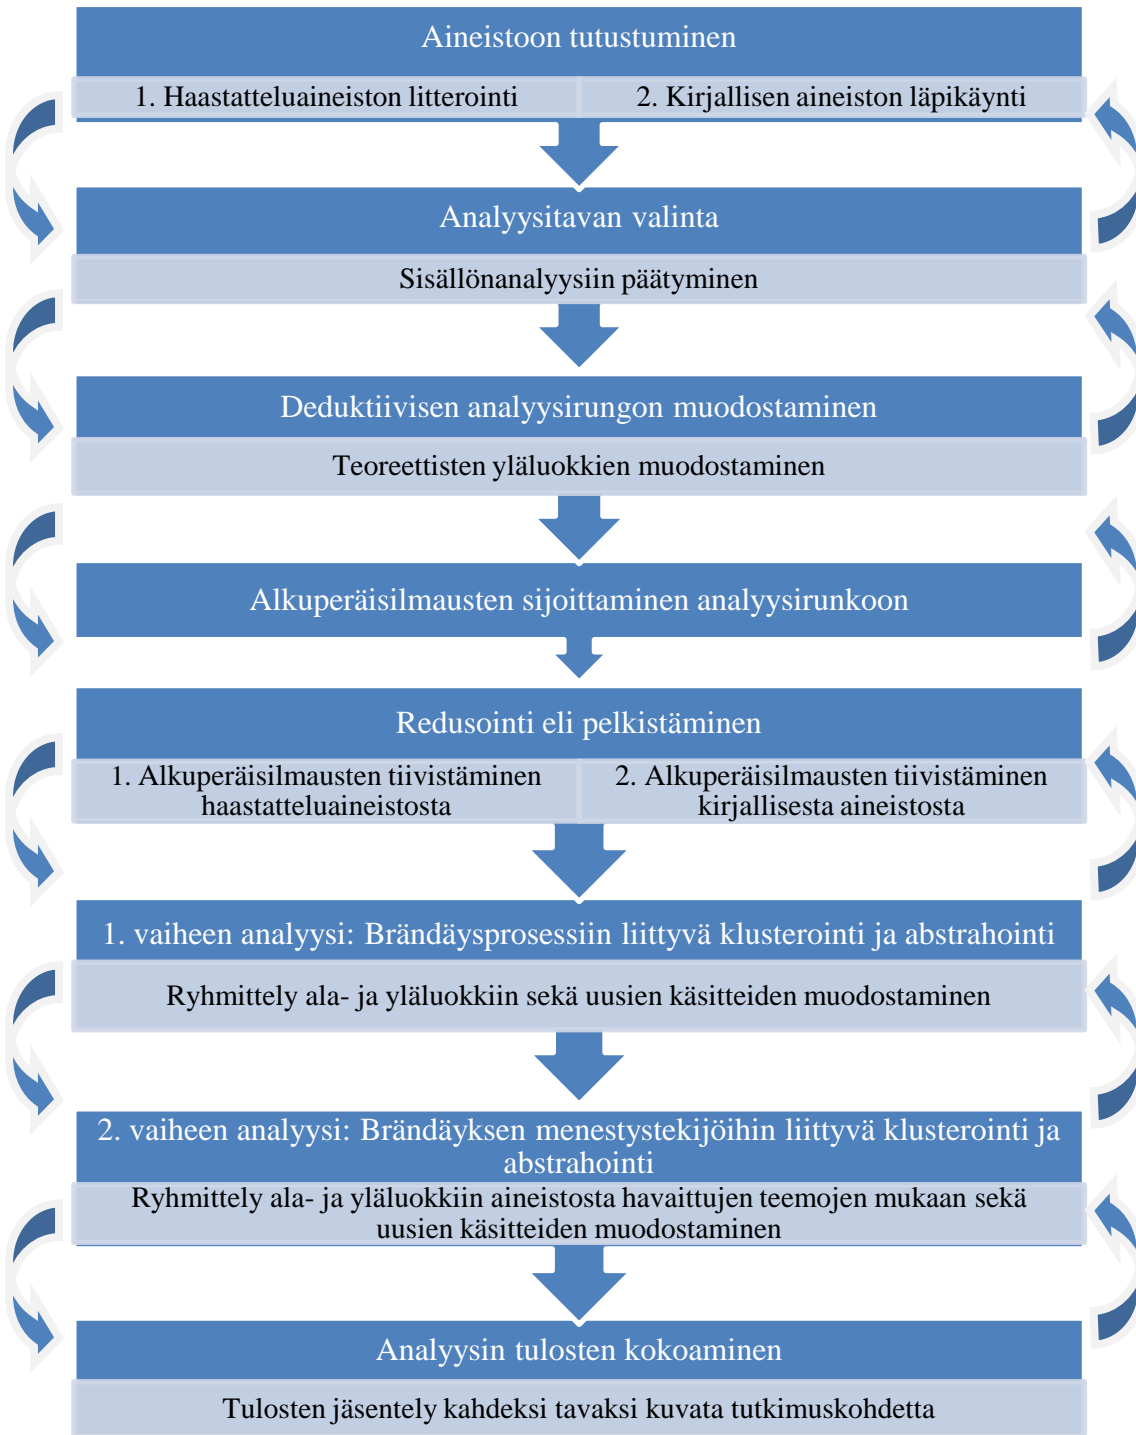 Aineistoon tutustuminen
1. Haastatteluaineiston litterointi
2. Kirjallisen aineiston läpikäynti
Analyysitavan valinta
Sisällönanalyysiin päätyminen
Deduktiivisen analyysirungon muodostaminen
Teoreettisten yläluokkien muodostaminen
Alkuperäisilmausten sijoittaminen analyysirunkoon
Redusointi eli pelkistäminen
1. Alkuperäisilmausten tiivistäminen
haastatteluaineistosta
2. Alkuperäisilmausten tiivistäminen
kirjallisesta aineistosta
1. vaiheen analyysi: Brändäysprosessiin liittyvä klusterointi ja abstrahointi
Ryhmittely ala- ja yläluokkiin sekä uusien käsitteiden muodostaminen
2. vaiheen analyysi: Brändäyksen menestystekijöihin liittyvä klusterointi ja
abstrahointi
Ryhmittely ala- ja yläluokkiin aineistosta havaittujen teemojen mukaan sekä
uusien käsitteiden muodostaminen
Analyysin tulosten kokoaminen
Tulosten jäsentely kahdeksi tavaksi kuvata tutkimuskohdetta